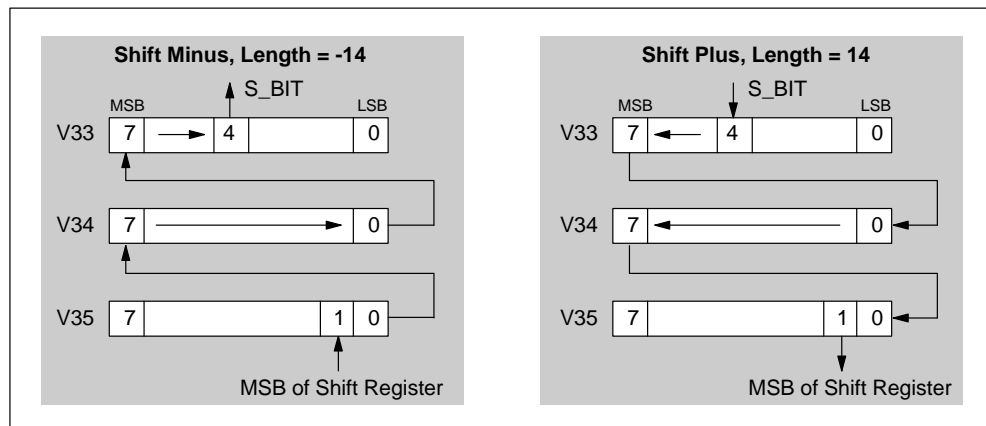 Shift Minus, Length = -14
S_BIT
MSB LSB
V33 7 4 0
V34 7 0
V35 7 1 0
MSB of Shift Register
Shift Plus, Length = 14
S_BIT
MSB LSB
V33 7 4 0
V34 7 0
V35 7 1 0
MSB of Shift Register